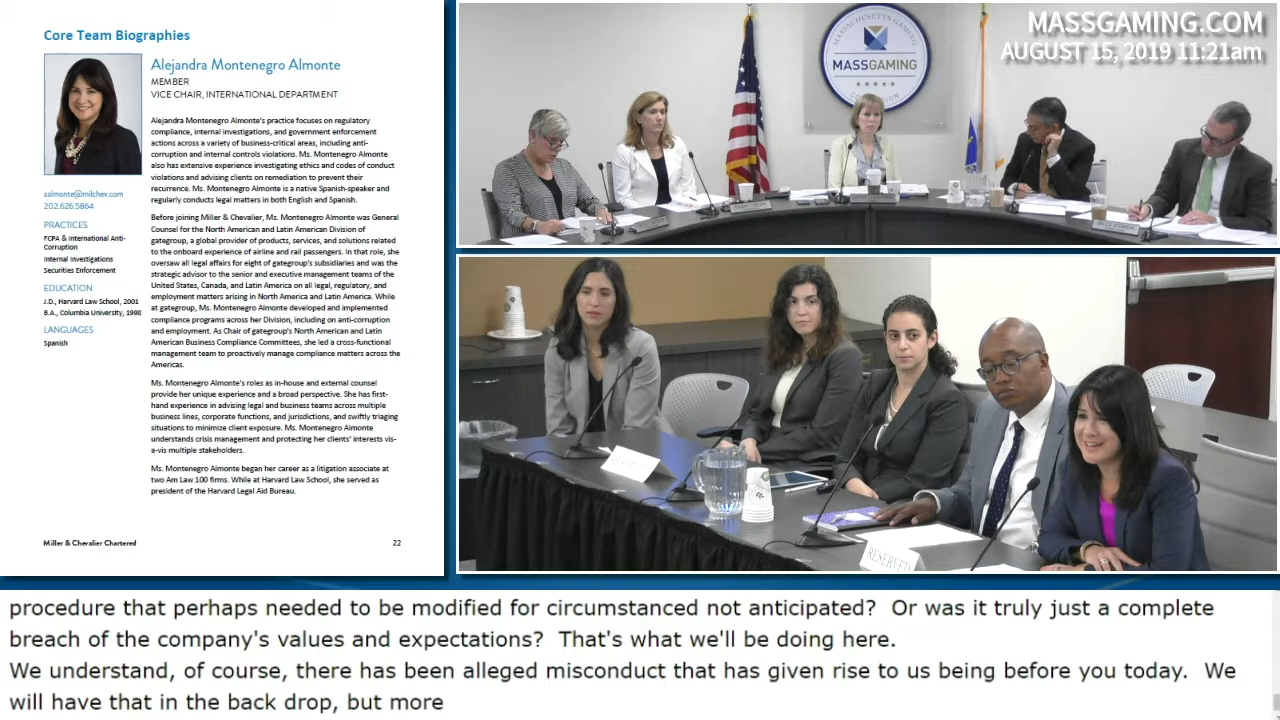 Core Team Biographies
Alejandra Montenegro Almonte
MEMBER
VICE CHAIR, INTERNATIONAL DEPARTMENT
Alejandra Montenegro Almonte's practice focuses on regulatory
compliance, internal investigations, and government enforcement
actions across a variety of business-critical areas, including anti-
corruption and internal controls violations. Ms. Montenegro Almonte
also has extensive experience investigating ethics and codes of conduct
violations and advising clients on remediation to prevent their
recurrence. Ms. Montenegro Almonte is a native Spanish-speaker and
regularly conducts legal matters in both English and Spanish.
Before joining Miller & Chevalier, Ms. Montenegro Almonte was General
Counsel for the North American and Latin American Division of
gategroup, a global provider of products, services, and solutions related
to the onboard experience of airline and rail passengers. In that role, she
oversaw all legal affairs for eight of gategroup's subsidiaries and was the
strategic advisor to the senior and executive management teams of the
United States, Canada, and Latin America on all legal, regulatory, and
employment matters arising in North America and Latin America. While
at gategroup, Ms. Montenegro Almonte developed and implemented
compliance programs across her Division, including on anti-corruption
and employment. As Chair of gategroup's North American and Latin
American Business Compliance Committees, she led a cross-functional
management team to proactively manage compliance matters across the
Americas.
Ms. Montenegro Almonte's roles as in-house and external counsel
provide her unique experience and a broad perspective. She has first-
hand experience in advising legal and business teams across multiple
business lines, corporate functions, and jurisdictions, and swiftly triaging
situations to minimize client exposure. Ms. Montenegro Almonte
understands crisis management and protecting her clients' interests vis-
a-vis multiple stakeholders.
Ms. Montenegro Almonte began her career as a litigation associate at
two Am Law 100 firms. While at Harvard Law School, she served as
president of the Harvard Legal Aid Bureau.
salmonte@milchev.com
202.626.5864
PRACTICES
FCPA & International Anti-
Corruption
Internal Investigations
Securities Enforcement
EDUCATION
J.D., Harvard Law School, 2001
B.A., Columbia University, 1998
LANGUAGES
Spanish
Miller & Chevalier Chartered
22
MASSGAMING.COM
AUGUST 15, 2019 11:21am
MASSACHUSETTS GAMING
MASSGAMING
COMMISSION
RESERVED
RESERVED
procedure that perhaps needed to be modified for circumstanced not anticipated? Or was it truly just a complete
breach of the company's values and expectations? That's what we'll be doing here.
We understand, of course, there has been alleged misconduct that has given rise to us being before you today. We
will have that in the back drop, but more